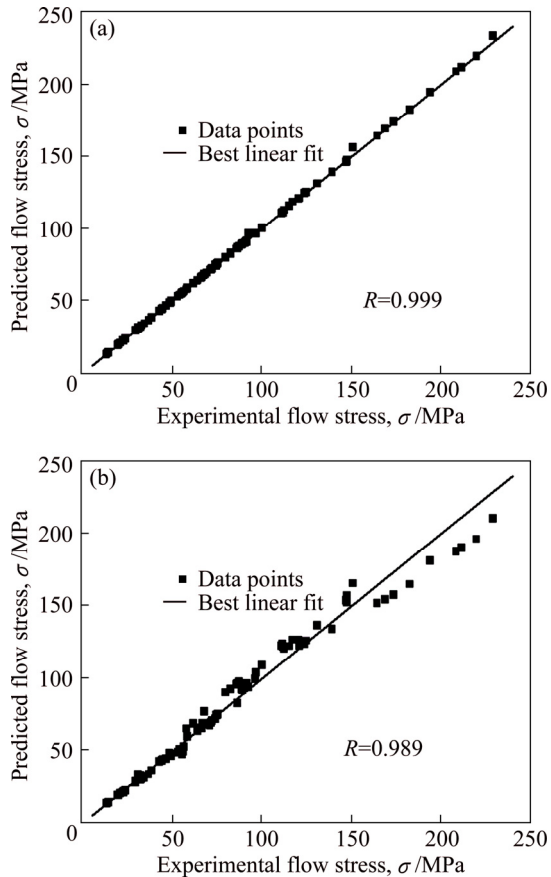 (a)
250
200
150
100
50
0
Predicted flow stress, σ/MPa
Data points
Best linear fit
R=0.999
50 100 150 200 250
Experimental flow stress, σ/MPa
(b)
250
200
150
100
50
0
Predicted flow stress, σ/MPa
Data points
Best linear fit
R=0.989
50 100 150 200 250
Experimental flow stress, σ/MPa